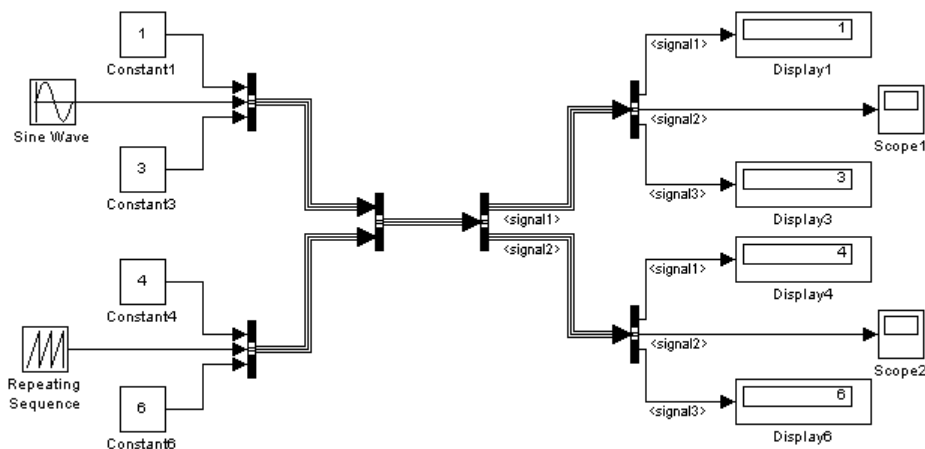 1
Constant1
Sine Wave
3
Constant3
4
Constant4
Repeating
Sequence
6
Constant6
<signal1>
<signal2>
<signal1>
1
Display1
<signal2>
Scope1
<signal3>
3
Display3
<signal1>
4
Display4
<signal2>
Scope2
<signal3>
6
Display6